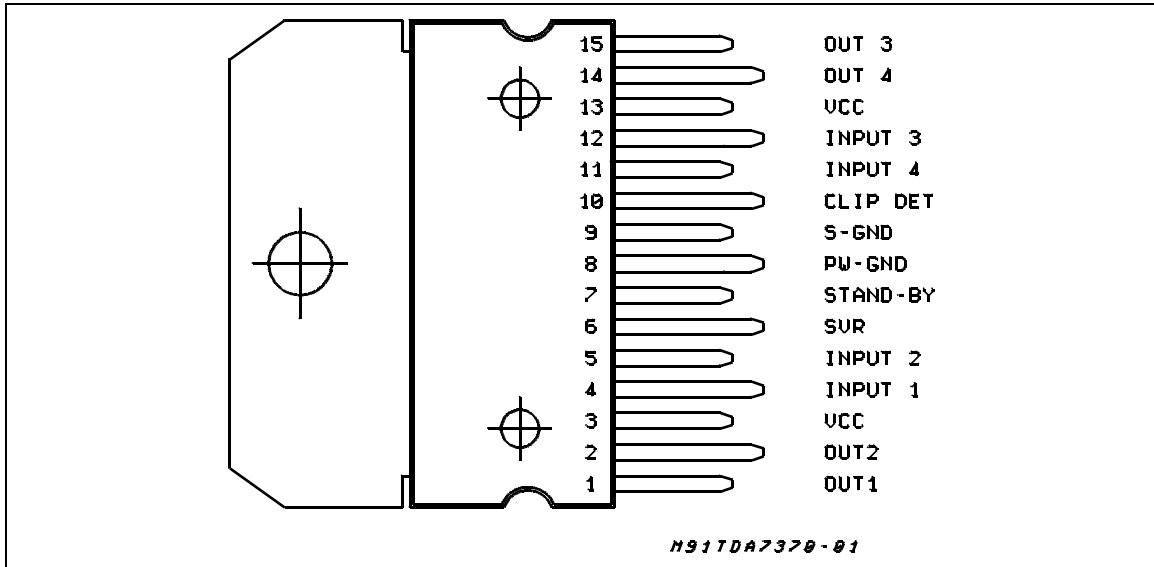 15 OUT 3
14 OUT 4
13 VCC
12 INPUT 3
11 INPUT 4
10 CLIP DET
9 S-GND
8 PW-GND
7 STAND-BY
6 SVR
5 INPUT 2
4 INPUT 1
3 VCC
2 OUT2
1 OUT1
M91TDA7370-01